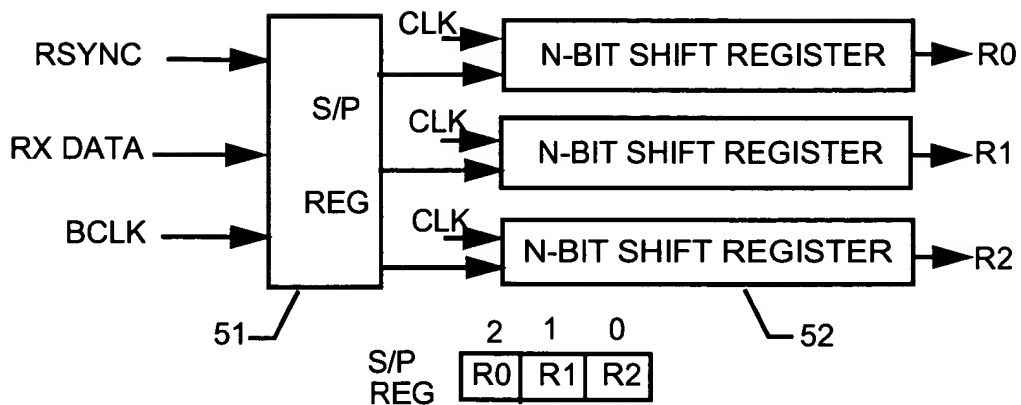 RSYNC
RX DATA
BCLK
S/P
REG
CLK
N-BIT SHIFT REGISTER
R0
CLK
N-BIT SHIFT REGISTER
R1
CLK
N-BIT SHIFT REGISTER
R2
51
52
2 1 0
S/P
REG
R0 R1 R2